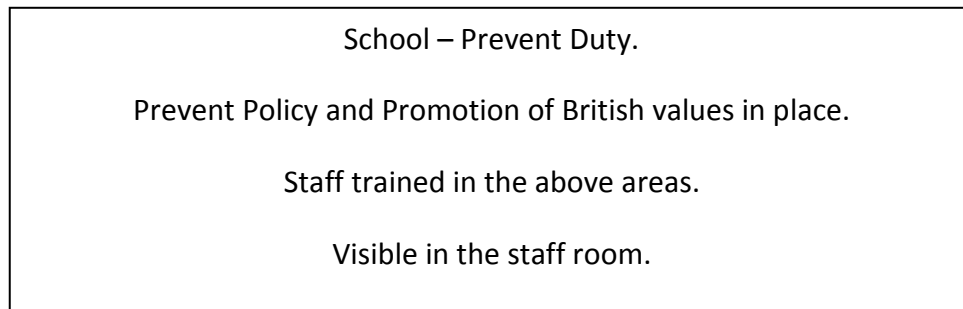 School – Prevent Duty.
Prevent Policy and Promotion of British values in place.
Staff trained in the above areas.
Visible in the staff room.